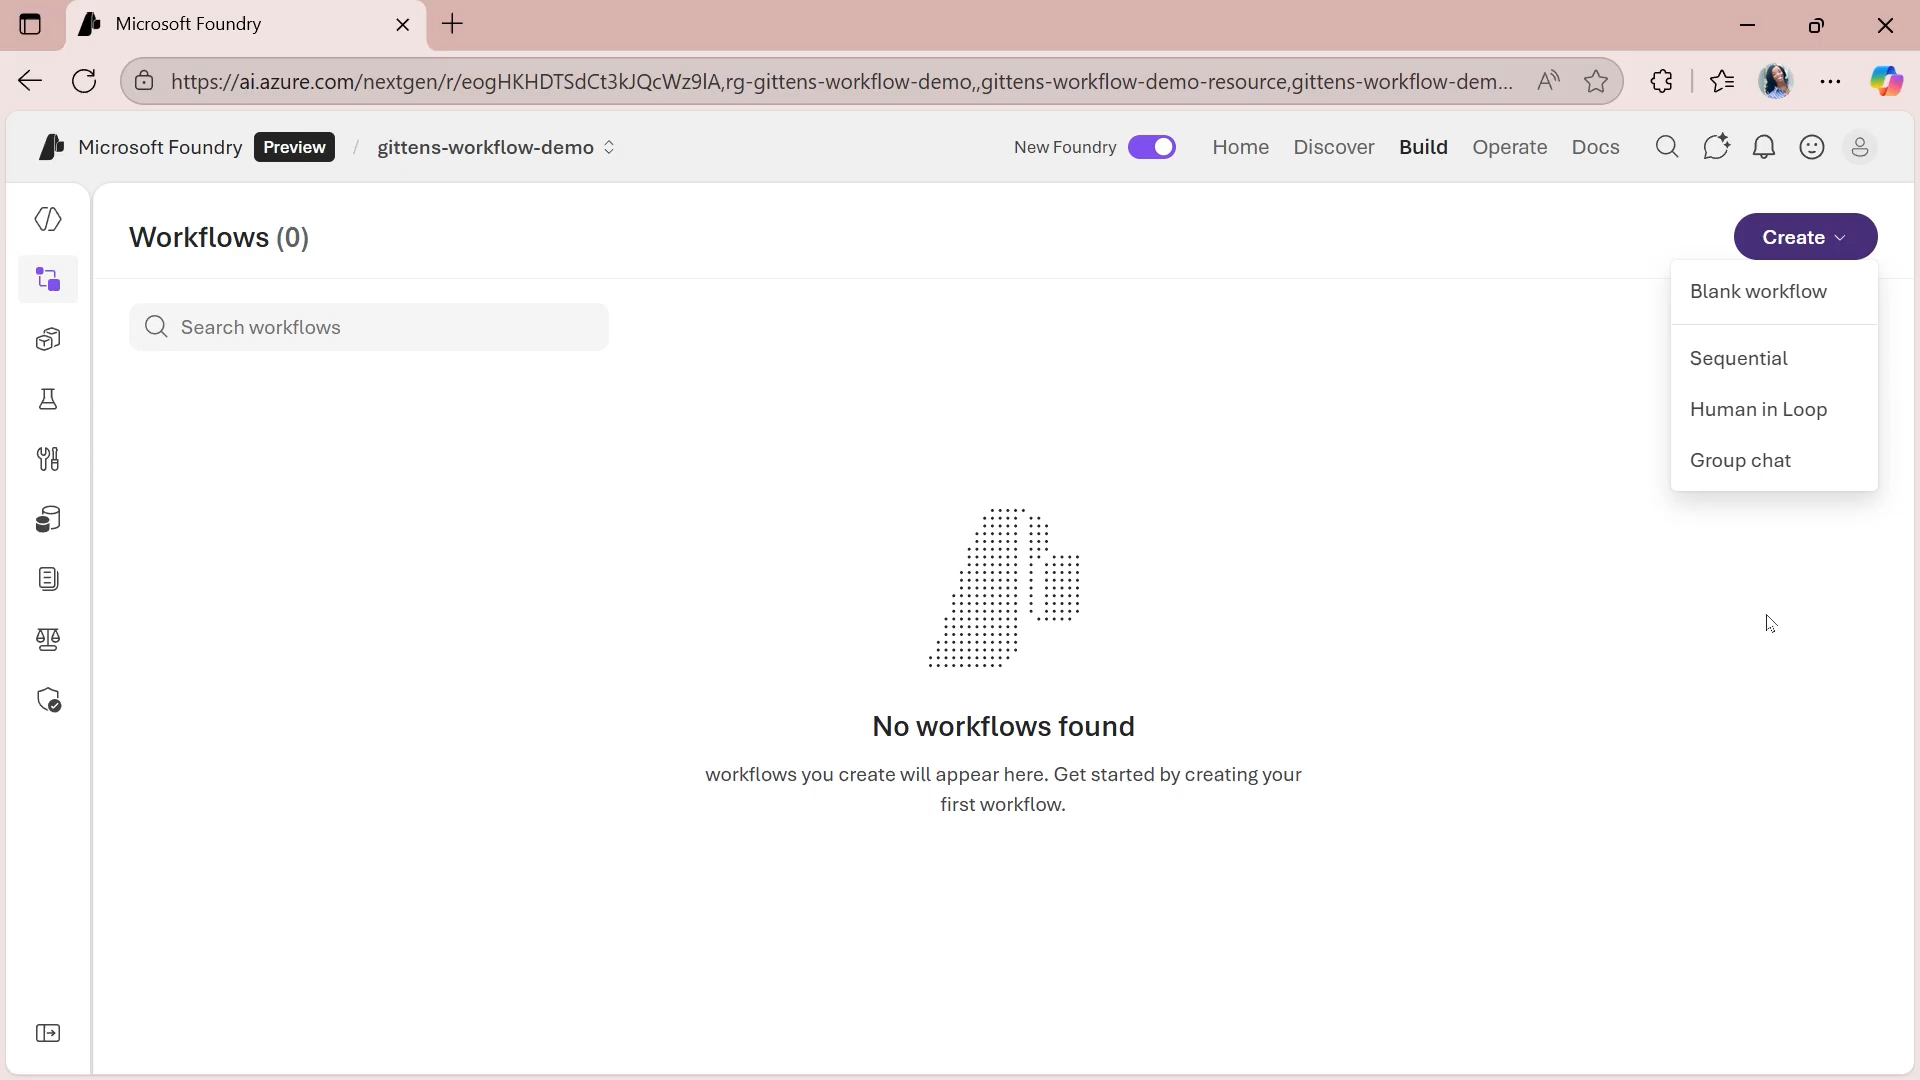 Microsoft Foundry
https://ai.azure.com/nextgen/r/eogHKHDTSdCt3kJQcWz9lA,rg-gittens-workflow-demo,,gittens-workflow-demo-resource,gittens-workflow-dem...
Microsoft Foundry Preview / gittens-workflow-demo New Foundry Home Discover Build Operate Docs
Workflows (0)
Create
Blank workflow
Search workflows
Sequential
Human in Loop
Group chat
No workflows found
workflows you create will appear here. Get started by creating your
first workflow.